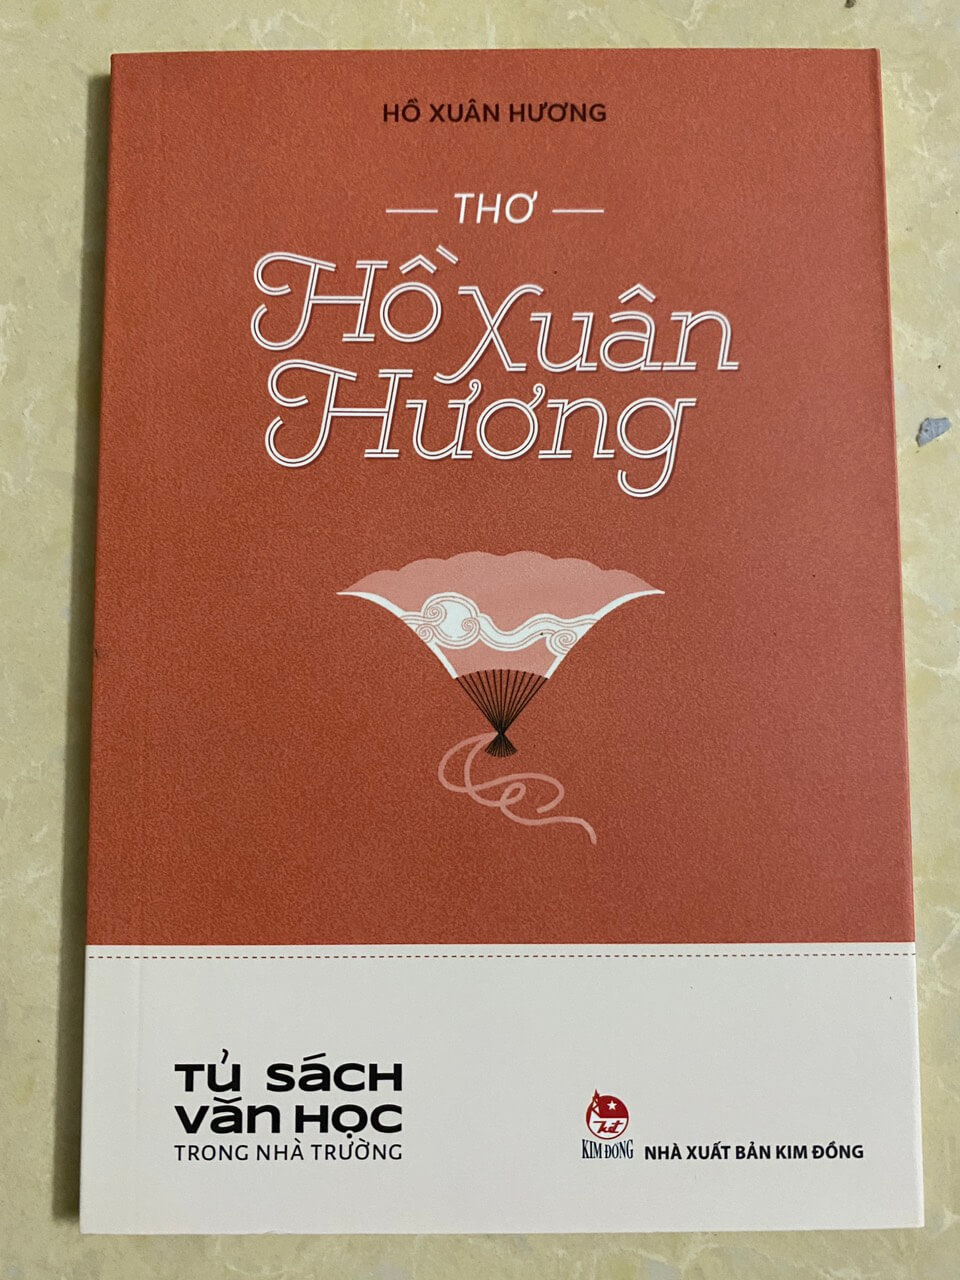 HỒ XUÂN HƯƠNG
THƠ
Hồ Xuân
Hương
TỦ SÁCH
VĂN HỌC
TRONG NHÀ TRƯỜNG
KIM ĐỒNG
NHÀ XUẤT BẢN KIM ĐỒNG